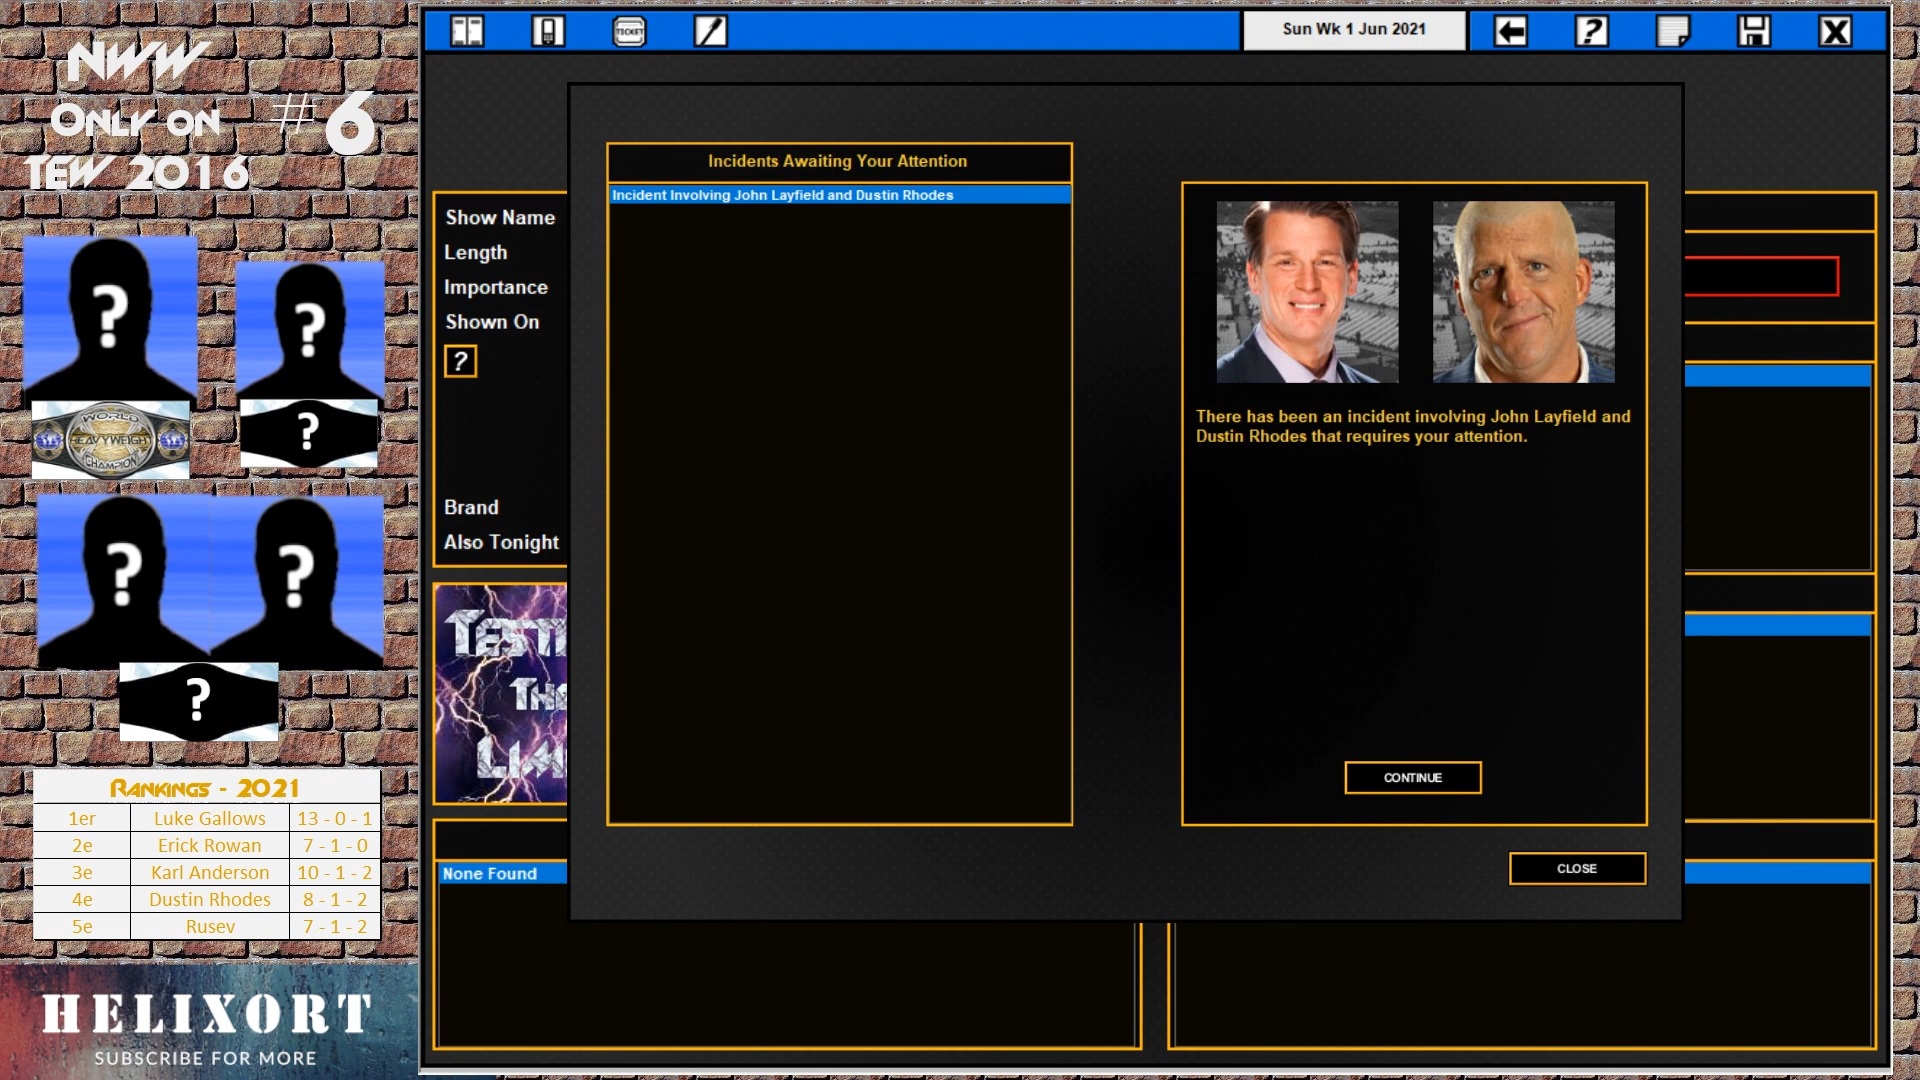 NWW
Only on
#6
TEW 2016
TICKET
Sun Wk 1 Jun 2021
?
Incidents Awaiting Your Attention
Incident Involving John Layfield and Dustin Rhodes
There has been an incident involving John Layfield and
Dustin Rhodes that requires your attention.
CONTINUE
CLOSE
Show Name
Length
Importance
Shown On
?
Brand
Also Tonight
None Found
?
?
WORLD
HEAVYWEIGHT
CHAMPION
?
?
?
?
Rankings - 2021
1er Luke Gallows 13 - 0 - 1
2e Erick Rowan 7 - 1 - 0
3e Karl Anderson 10 - 1 - 2
4e Dustin Rhodes 8 - 1 - 2
5e Rusev 7 - 1 - 2
HELIXORT
SUBSCRIBE FOR MORE